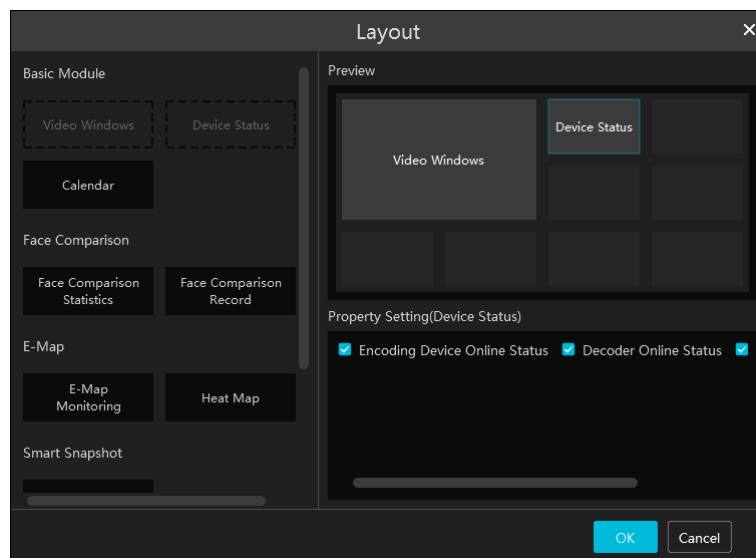 Layout
Basic Module
Video Windows
Device Status
Calendar
Face Comparison
Face Comparison
Statistics
Face Comparison
Record
E-Map
E-Map
Monitoring
Heat Map
Smart Snapshot
Preview
Video Windows
Device Status
Property Setting(Device Status)
Encoding Device Online Status
Decoder Online Status
OK
Cancel